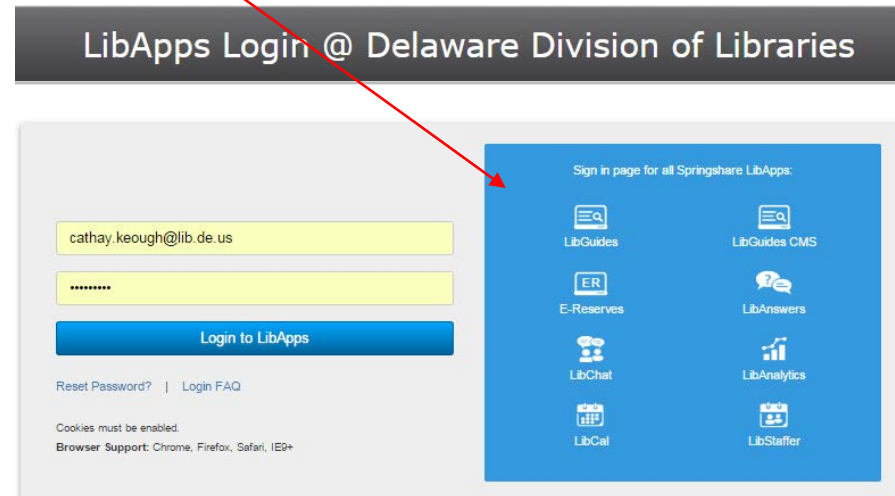 LibApps Login @ Delaware Division of Libraries
cathay.keough@lib.de.us
•••••••••
Login to LibApps
Reset Password? | Login FAQ
Cookies must be enabled.
Browser Support: Chrome, Firefox, Safari, IE9+
Sign in page for all Springshare LibApps:
LibGuides LibGuides CMS
ER
E-Reserves LibAnswers
LibChat LibAnalytics
LibCal LibStaffer